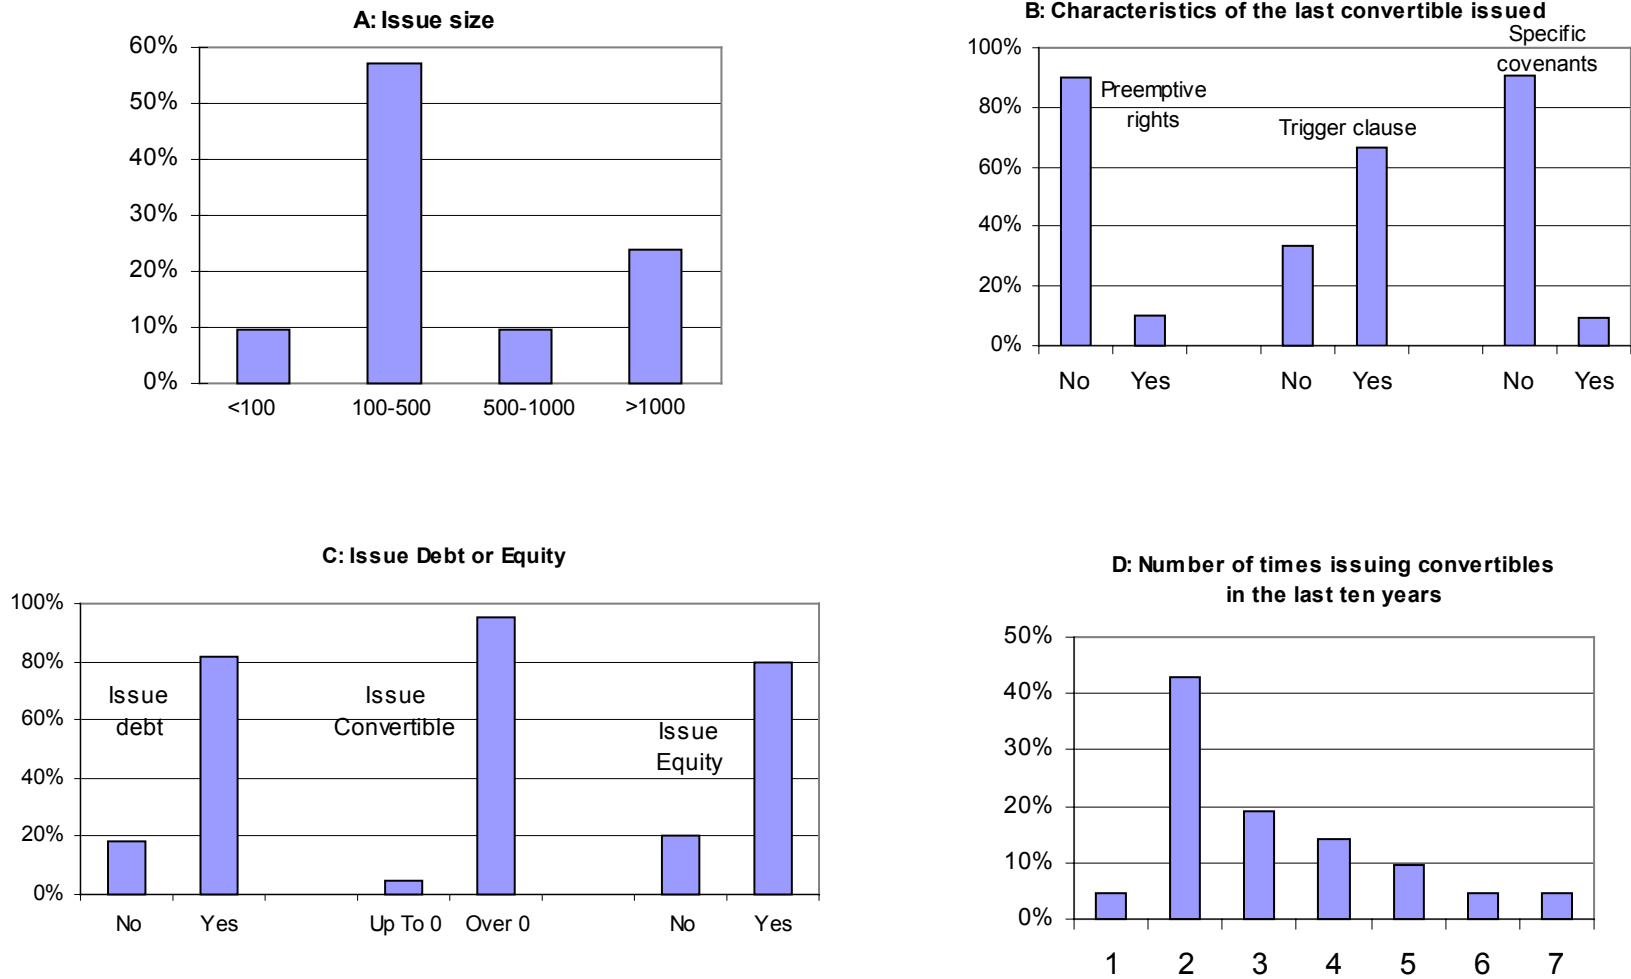 A: Issue size
60%
50%
40%
30%
20%
10%
0%
<100 100-500 500-1000 >1000
B: Characteristics of the last convertible issued
100%
80%
60%
40%
20%
0%
Preemptive
rights
Trigger clause
Specific
covenants
No Yes No Yes No Yes
C: Issue Debt or Equity
100%
80%
60%
40%
20%
0%
Issue
debt
Issue
Convertible
Issue
Equity
No Yes Up To 0 Over 0 No Yes
D: Number of times issuing convertibles
in the last ten years
50%
40%
30%
20%
10%
0%
1 2 3 4 5 6 7